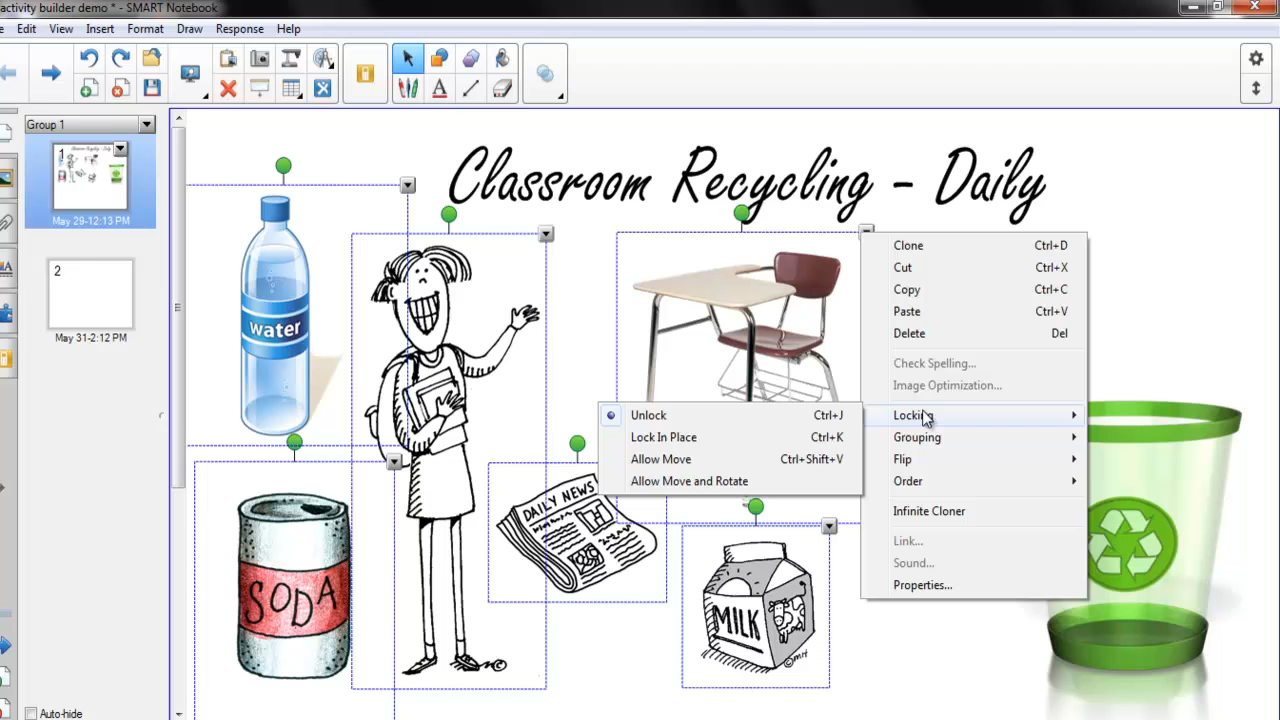 activity builder demo * - SMART Notebook
Edit View Insert Format Draw Response Help
Group 1
1
May 29-12:13 PM
2
May 31-2:12 PM
Auto-hide
Classroom Recycling - Daily
water
SODA
DAILY NEWS
MILK
Clone Ctrl+D
Cut Ctrl+X
Copy Ctrl+C
Paste Ctrl+V
Delete Del
Check Spelling...
Image Optimization...
Locking
Grouping
Flip
Order
Infinite Cloner
Link...
Sound...
Properties...
Unlock Ctrl+J
Lock In Place Ctrl+K
Allow Move Ctrl+Shift+V
Allow Move and Rotate